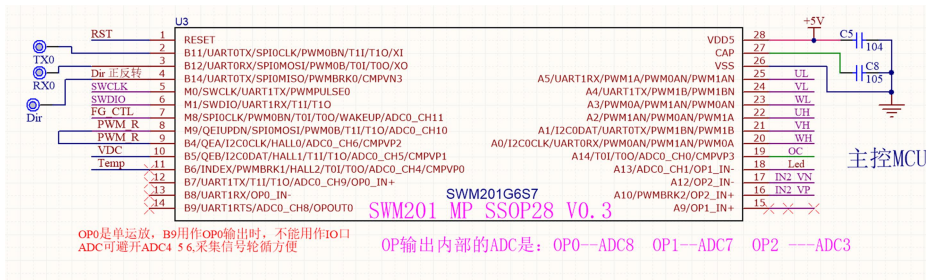 U3
+5V
RST 1 RESET VDD5 28 C5 104
TX0 2 B11/UART0TX/SPI0CLK/PWM0BN/T1I/T1O/XI CAP 27
RX0 3 B12/UART0RX/SPI0MOSI/PWM0B/T0I/T0O/XO VSS 26 C8 105
Dir 正反转 4 B14/UART0TX/SPI0MISO/PWMBRK0/CMPVN3 A5/UART1RX/PWM1A/PWM0AN/PWM1AN 25 UL
SWCLK 5 M0/SWCLK/UART1TX/PWMPULSE0 A4/UART1TX/PWM1B/PWM1BN 24 VL
Dir
SWDIO 6 M1/SWDIO/UART1RX/T1I/T1O A3/PWM0A/PWM1AN/PWM0AN 23 WL
FG_CTL 7 M8/SPI0CLK/PWM0BN/T0I/T0O/WAKEUP/ADC0_CH11 A2/PWM1AN/PWM0AN/PWM1A 22 UH
PWM_R 8 M9/QEIUPDN/SPI0MOSI/PWM0B/T1I/T1O/ADC0_CH10 A1/I2C0DAT/UART0TX/PWM1BN/PWM1B 21 VH
PWM_R 9 B4/QEA/I2C0CLK/HALL0/ADC0_CH6/CMPVP2 A0/I2C0CLK/UART0RX/PWM0AN/PWM1AN/PWM0A 20 WH
VDC 10 B5/QEB/I2C0DAT/HALL1/T1I/T1O/ADC0_CH5/CMPVP1 A14/T0I/T0O/ADC0_CH0/CMPVP3 19 OC
主控MCU
Temp 11 B6/INDEX/PWMBRK1/HALL2/T0I/T0O/ADC0_CH4/CMPVP0 A13/ADC0_CH1/OP1_IN- 18 Led
12 B7/UART1TX/T1I/T1O/ADC0_CH9/OP0_IN+ A12/OP2_IN- 17 IN2_VN
13 B8/UART1RX/OP0_IN- SWM201G6S7 A10/PWMBRK2/OP2_IN+ 16 IN2_VP
14 B9/UART1RTS/ADC0_CH8/OPOUT0 A9/OP1_IN+ 15
SWM201 MP SSOP28 V0.3
OP0是单运放，B9用作OP0输出时，不能用作IO口
ADC可避开ADC4 5 6,采集信号轮循方便
OP输出内部的ADC是：OP0--ADC8 OP1--ADC7 OP2 ---ADC3